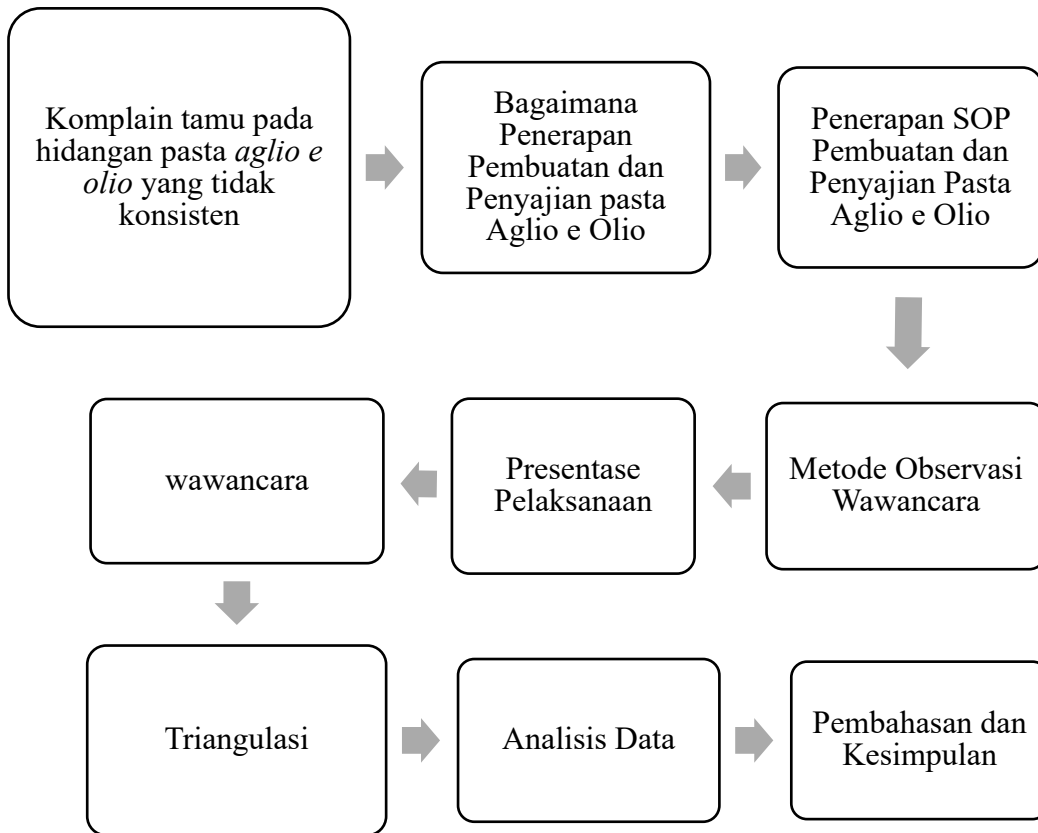 Komplain tamu pada
hidangan pasta aglio e
olio yang tidak
konsisten
Bagaimana
Penerapan
Pembuatan dan
Penyajian pasta
Aglio e Olio
Penerapan SOP
Pembuatan dan
Penyajian Pasta
Aglio e Olio
Metode Observasi
Wawancara
Presentase
Pelaksanaan
wawancara
Triangulasi
Analisis Data
Pembahasan dan
Kesimpulan